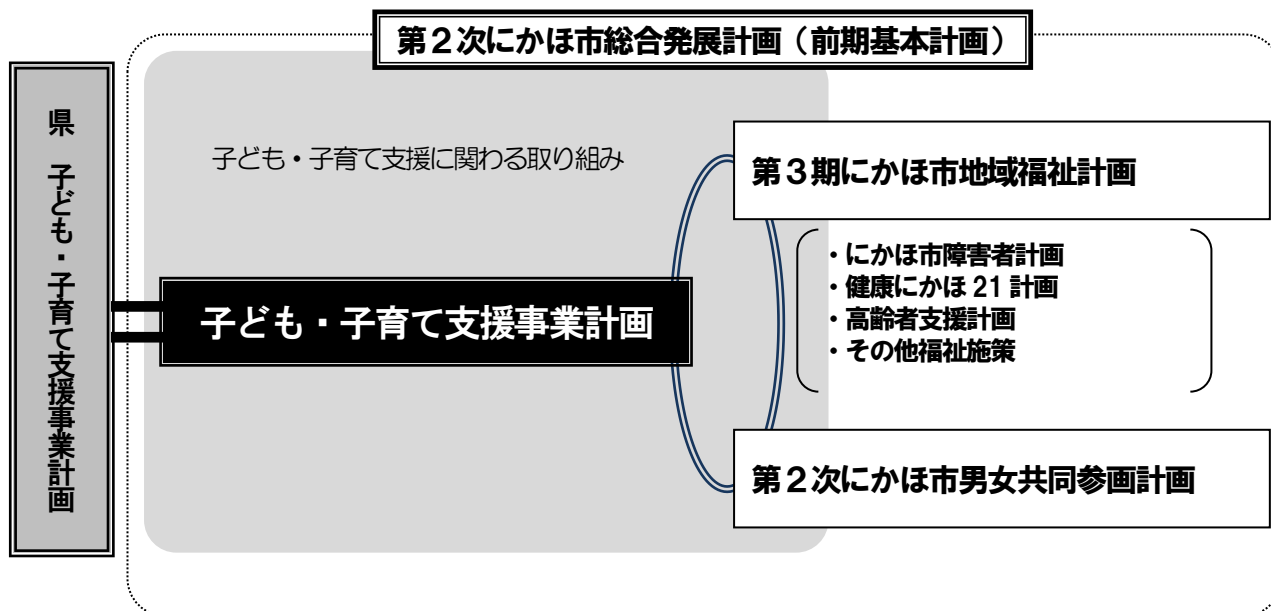 第２次にかほ市総合発展計画（前期基本計画）
県　子ども・子育て支援事業計画
子ども・子育て支援に関わる取り組み
子ども・子育て支援事業計画
第３期にかほ市地域福祉計画
・にかほ市障害者計画
・健康にかほ 21 計画
・高齢者支援計画
・その他福祉施策
第２次にかほ市男女共同参画計画